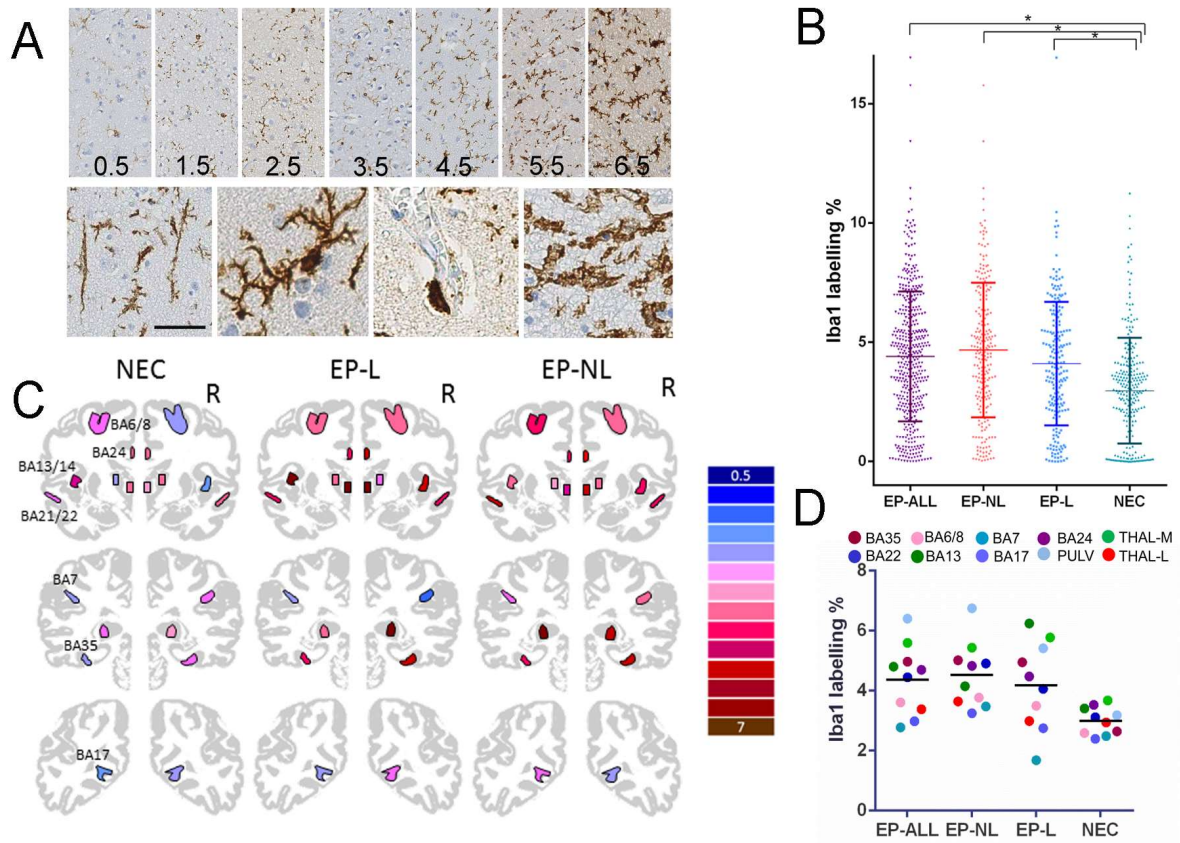 A
0.5 1.5 2.5 3.5 4.5 5.5 6.5
B
* * *
Iba1 labelling %
15
10
5
0
EP-ALL EP-NL EP-L NEC
C
NEC EP-L EP-NL
R R R
BA6/8
BA24
BA13/14
BA21/22
BA7
BA35
BA17
0.5
7
D
BA35 BA6/8 BA7 BA24 THAL-M
BA22 BA13 BA17 PULV THAL-L
Iba1 labelling %
8
6
4
2
0
EP-ALL EP-NL EP-L NEC